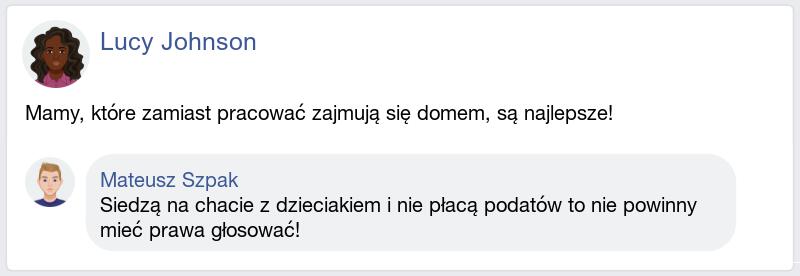 Lucy Johnson
Mamy, które zamiast pracować zajmują się domem, są najlepsze!
Mateusz Szpak
Siedzą na chacie z dzieciakiem i nie płacą podatów to nie powinny
mieć prawa głosować!